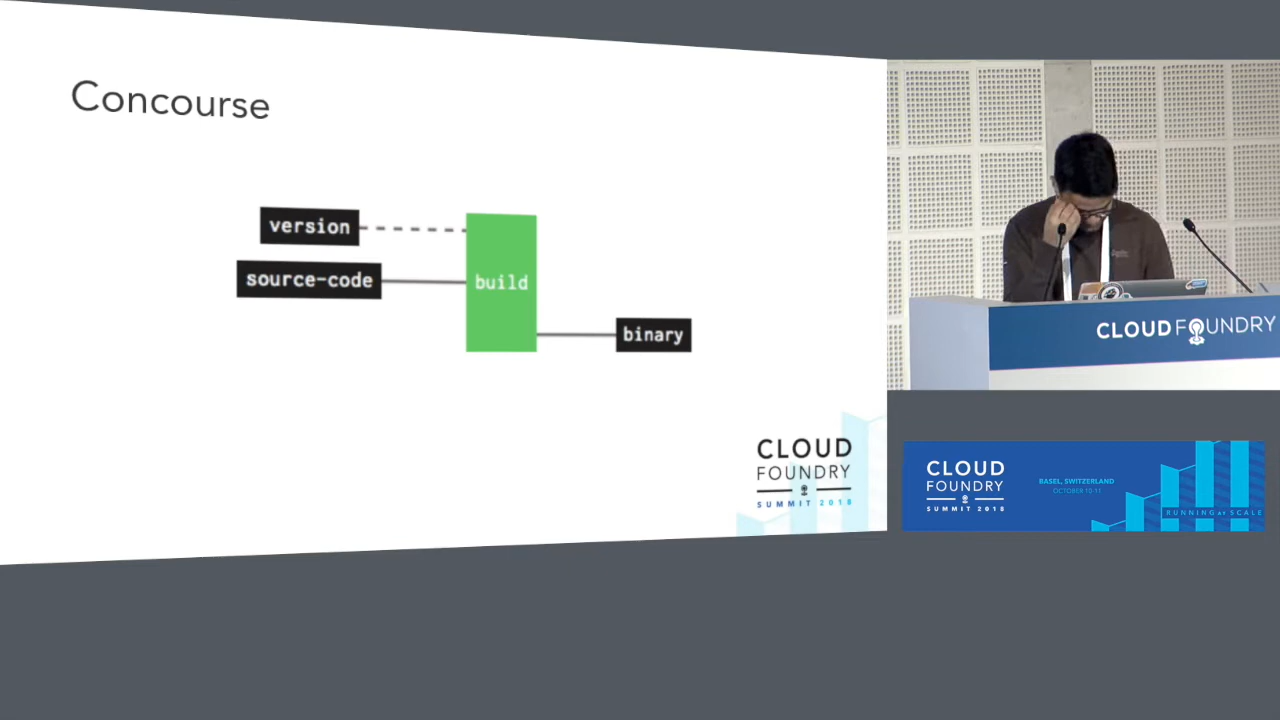 Concourse
version
source-code
build
binary
CLOUD
FOUNDRY
SUMMIT 2018
CLOUD FOUNDRY
CLOUD
FOUNDRY
SUMMIT 2018
BASEL, SWITZERLAND
OCTOBER 10-11
RUNNING AT SCALE